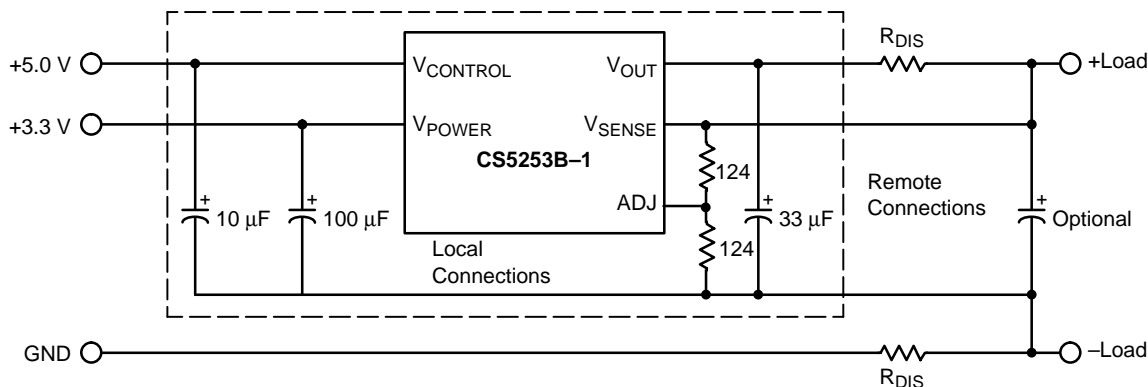 R_DIS
+5.0 V
V_CONTROL
V_OUT
+Load
+3.3 V
V_POWER
V_SENSE
CS5253B–1
124
Remote
Connections
ADJ
+
10 μF
+
100 μF
+
33 μF
+
Optional
124
Local
Connections
GND
–Load
R_DIS